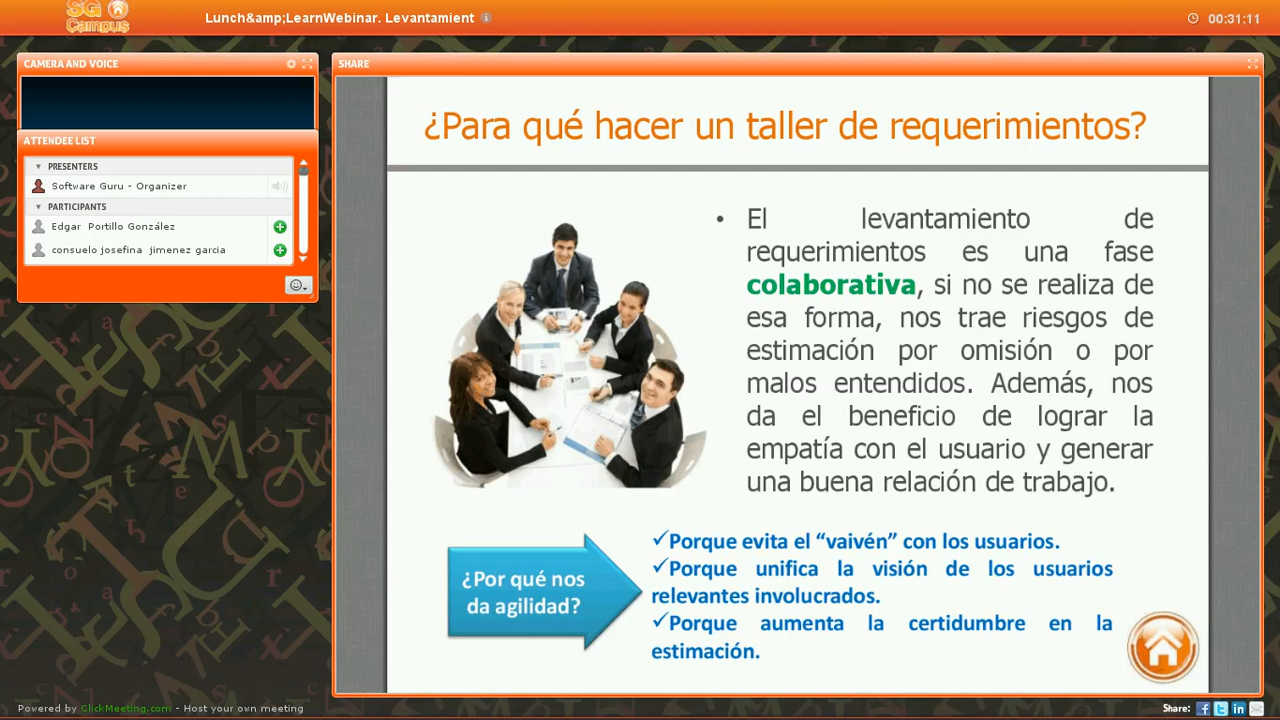 SG
Campus
Lunch&amp;LearnWebinar. Levantamient
00:31:11
CAMERA AND VOICE
ATTENDEE LIST
PRESENTERS
Software Guru - Organizer
PARTICIPANTS
Edgar Portillo González
consuelo josefina jimenez garcia
SHARE
¿Para qué hacer un taller de requerimientos?
• El levantamiento de
requerimientos es una fase
colaborativa, si no se realiza de
esa forma, nos trae riesgos de
estimación por omisión o por
malos entendidos. Además, nos
da el beneficio de lograr la
empatía con el usuario y generar
una buena relación de trabajo.
¿Por qué nos
da agilidad?
✓Porque evita el “vaivén” con los usuarios.
✓Porque unifica la visión de los usuarios
relevantes involucrados.
✓Porque aumenta la certidumbre en la
estimación.
Powered by ClickMeeting.com - Host your own meeting
Share: